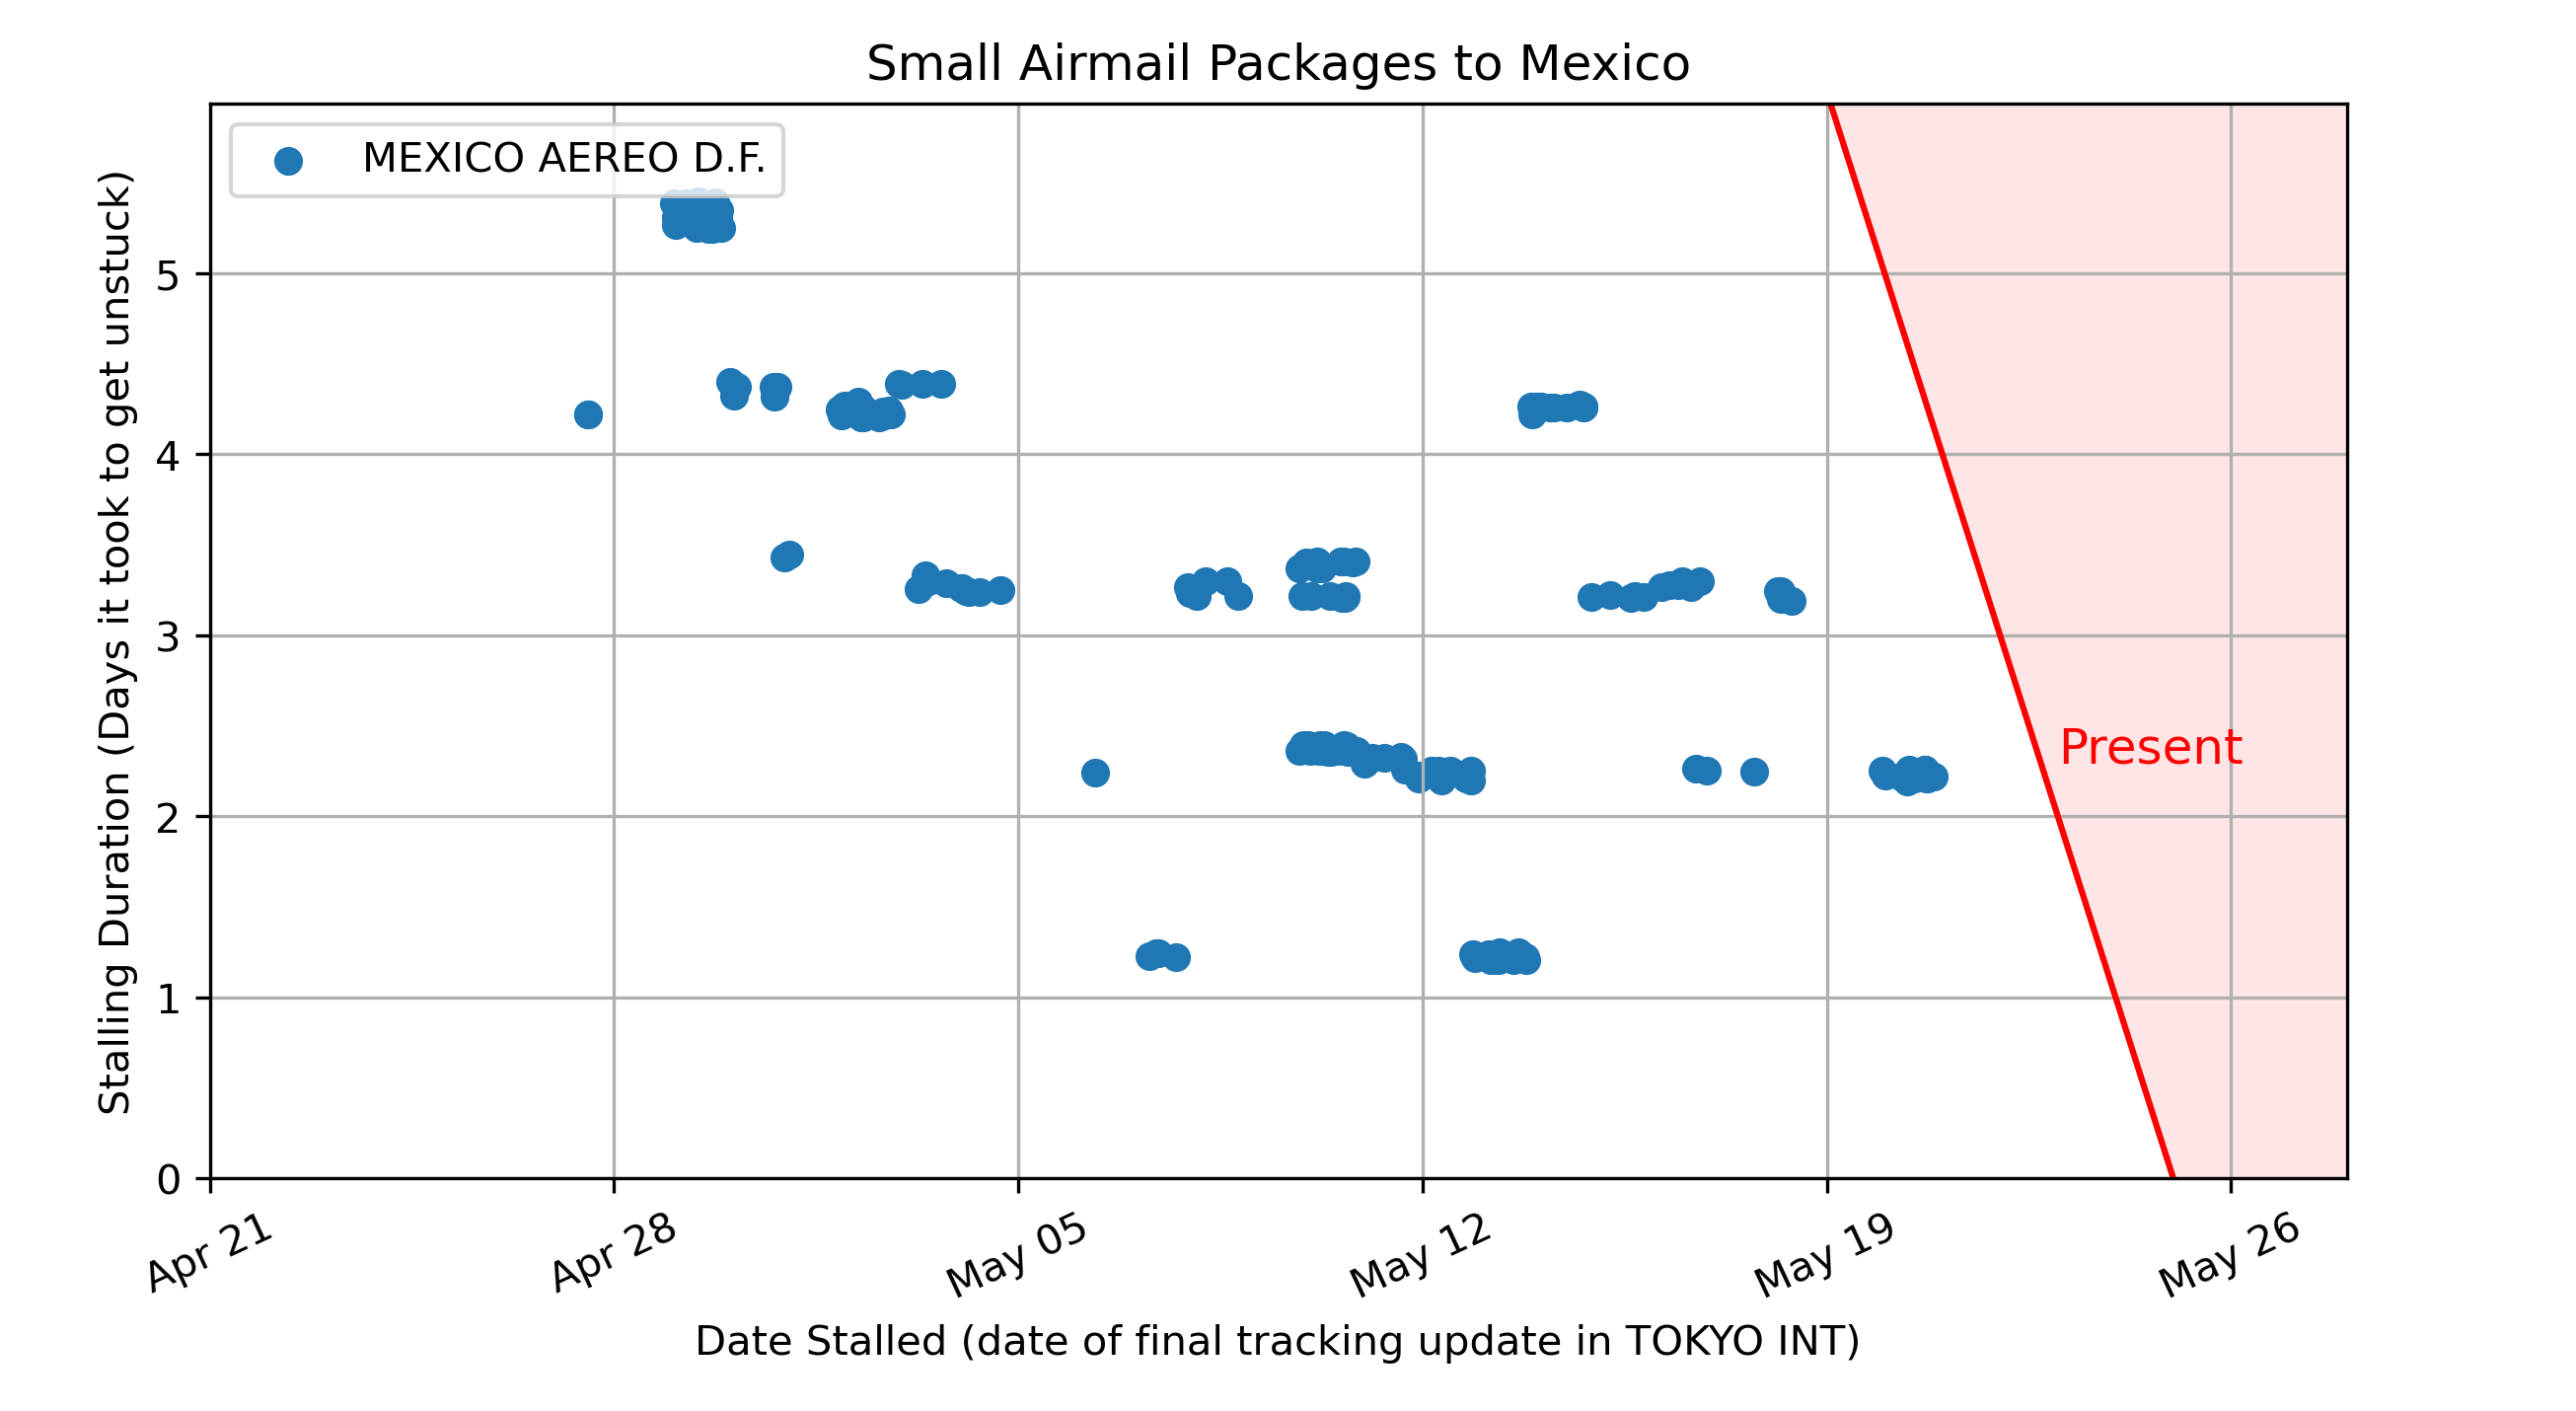 Small Airmail Packages to Mexico
MEXICO AEREO D.F.
Stalling Duration (Days it took to get unstuck)
5
4
3
2
1
0
Present
Apr 21
Apr 28
May 05
May 12
May 19
May 26
Date Stalled (date of final tracking update in TOKYO INT)